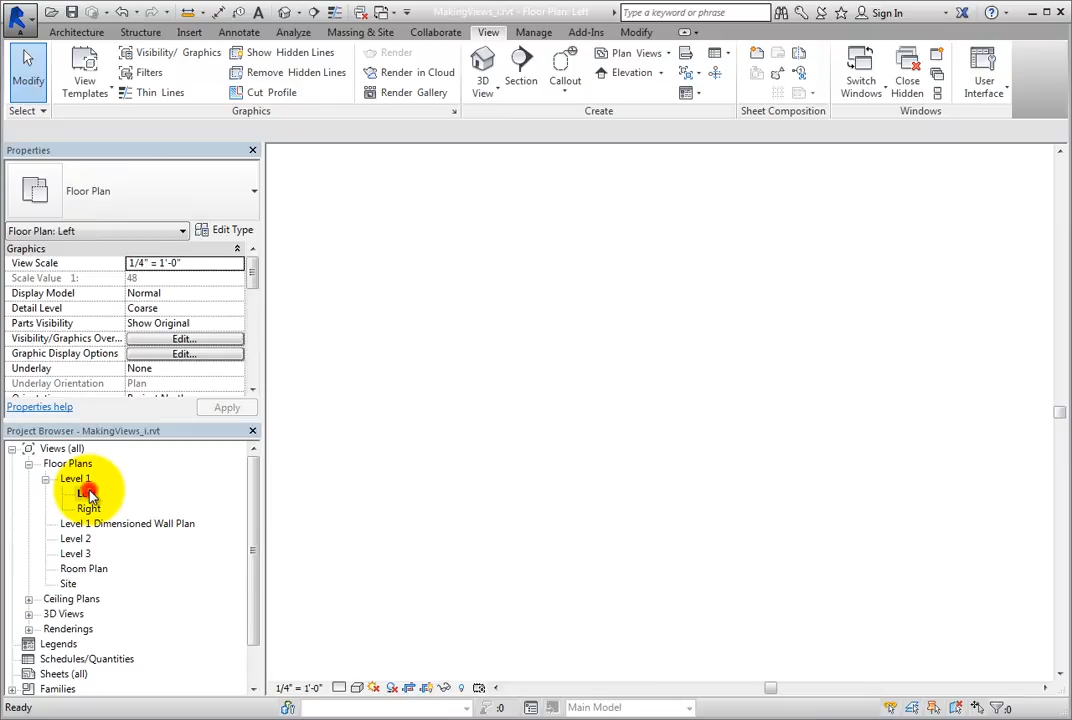 MakingViews_i.rvt - Floor Plan: Left
Type a keyword or phrase
Sign In
Architecture Structure Insert Annotate Analyze Massing & Site Collaborate View Manage Add-Ins Modify
Modify
View Templates
Visibility/ Graphics
Filters
Thin Lines
Show Hidden Lines
Remove Hidden Lines
Cut Profile
Render
Render in Cloud
Render Gallery
3D View
Section
Callout
Plan Views
Elevation
Switch Windows
Close Hidden
User Interface
Select Graphics Create Sheet Composition Windows
Properties
Floor Plan
Floor Plan: Left Edit Type
Graphics
View Scale 1/4" = 1'-0"
Scale Value 1: 48
Display Model Normal
Detail Level Coarse
Parts Visibility Show Original
Visibility/Graphics Over... Edit...
Graphic Display Options Edit...
Underlay None
Underlay Orientation Plan
Properties help Apply
Project Browser - MakingViews_i.rvt
Views (all)
Floor Plans
Level 1
Right
Level 1 Dimensioned Wall Plan
Level 2
Level 3
Room Plan
Site
Ceiling Plans
3D Views
Renderings
Legends
Schedules/Quantities
Sheets (all)
Families
1/4" = 1'-0"
Ready :0 Main Model :0